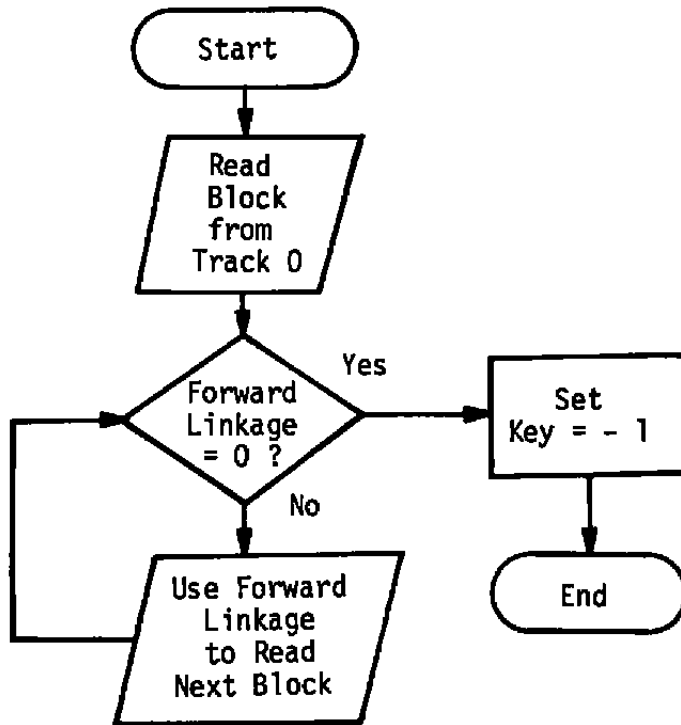 Start
Read
Block
from
Track 0
Forward
Linkage
= 0 ?
Yes
No
Set
Key = - 1
Use Forward
Linkage
to Read
Next Block
End